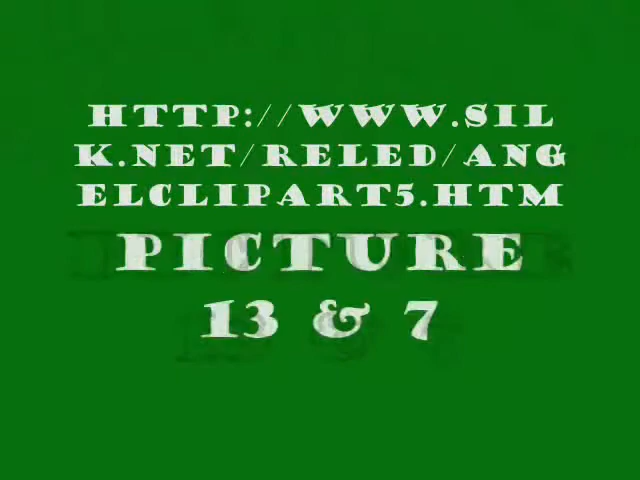 HTTP://WWW.SIL
K.NET/RELED/ANG
ELCLIPART5.HTM
PICTURE
13 & 7